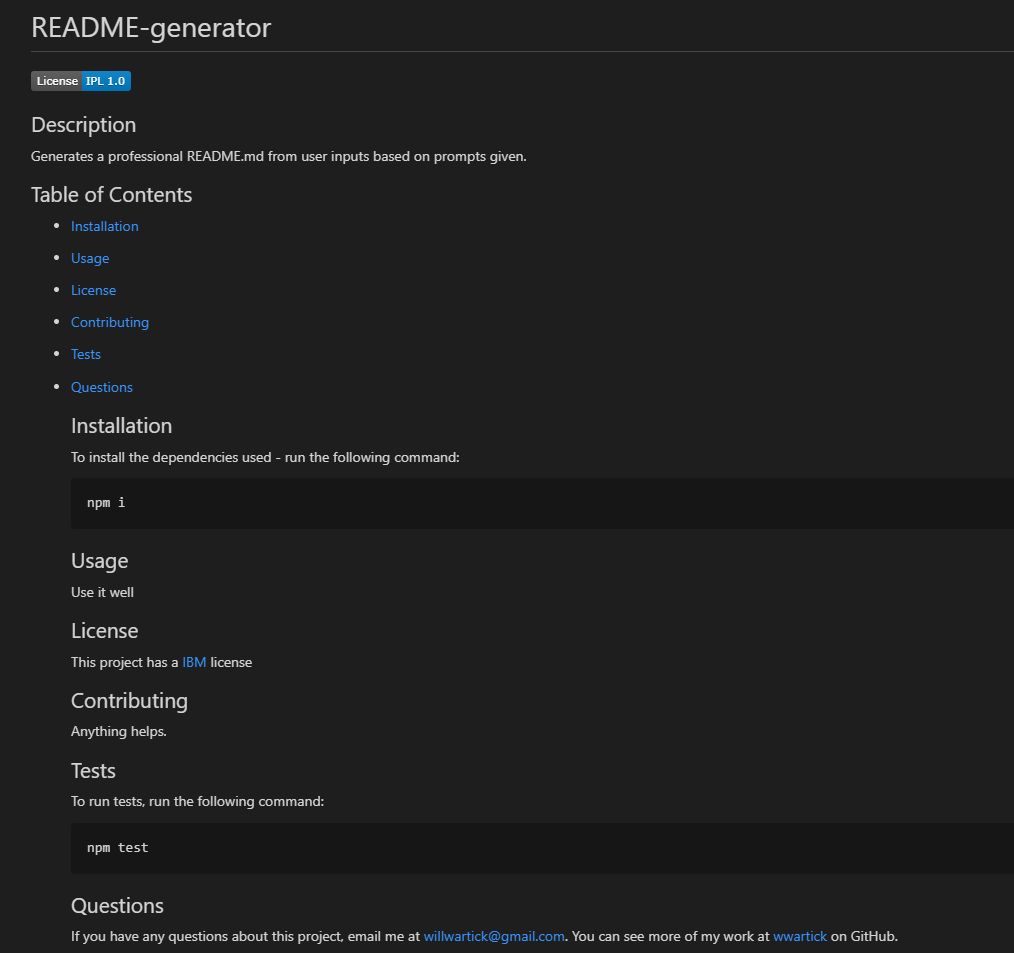 README-generator
License IPL 1.0
Description
Generates a professional README.md from user inputs based on prompts given.
Table of Contents
Installation
Usage
License
Contributing
Tests
Questions
Installation
To install the dependencies used - run the following command:
npm i
Usage
Use it well
License
This project has a IBM license
Contributing
Anything helps.
Tests
To run tests, run the following command:
npm test
Questions
If you have any questions about this project, email me at willwartick@gmail.com. You can see more of my work at wwartick on GitHub.